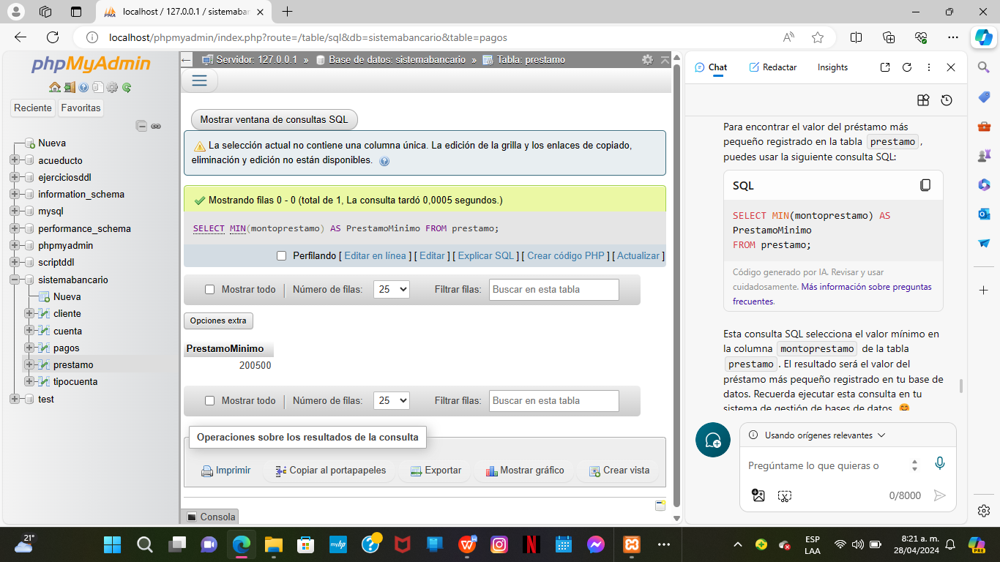 localhost / 127.0.0.1 / sistemabar
localhost/phpmyadmin/index.php?route=/table/sql&db=sistemabancario&table=pagos
phpMyAdmin
Reciente
Favoritas
Nueva
acueducto
ejerciciosddl
information_schema
mysql
performance_schema
phpmyadmin
scriptddl
sistemabancario
Nueva
cliente
cuenta
pagos
prestamo
tipocuenta
test
Servidor: 127.0.0.1 » Base de datos: sistemabancario » Tabla: prestamo
Mostrar ventana de consultas SQL
La selección actual no contiene una columna única. La edición de la grilla y los enlaces de copiado,
eliminación y edición no están disponibles.
Mostrando filas 0 - 0 (total de 1, La consulta tardó 0,0005 segundos.)
SELECT MIN(montoprestamo) AS PrestamoMinimo FROM prestamo;
Perfilando [ Editar en línea ] [ Editar ] [ Explicar SQL ] [ Crear código PHP ] [ Actualizar ]
Mostrar todo | Número de filas: 25 Filtrar filas: Buscar en esta tabla
Opciones extra
PrestamoMinimo
200500
Mostrar todo | Número de filas: 25 Filtrar filas: Buscar en esta tabla
Operaciones sobre los resultados de la consulta
Imprimir Copiar al portapapeles Exportar Mostrar gráfico Crear vista
Consola
Chat Redactar Insights
Para encontrar el valor del préstamo más
pequeño registrado en la tabla prestamo,
puedes usar la siguiente consulta SQL:
SQL
SELECT MIN(montoprestamo) AS
PrestamoMinimo
FROM prestamo;
Código generado por IA. Revisar y usar
cuidadosamente. Más información sobre preguntas
frecuentes.
Esta consulta SQL selecciona el valor mínimo en
la columna montoprestamo de la tabla
prestamo. El resultado será el valor del
préstamo más pequeño registrado en tu base de
datos. Recuerda ejecutar esta consulta en tu
sistema de gestión de bases de datos. 😊
Usando orígenes relevantes
Pregúntame lo que quieras o
0/8000
21°
ESP
LAA
8:21 a. m.
28/04/2024